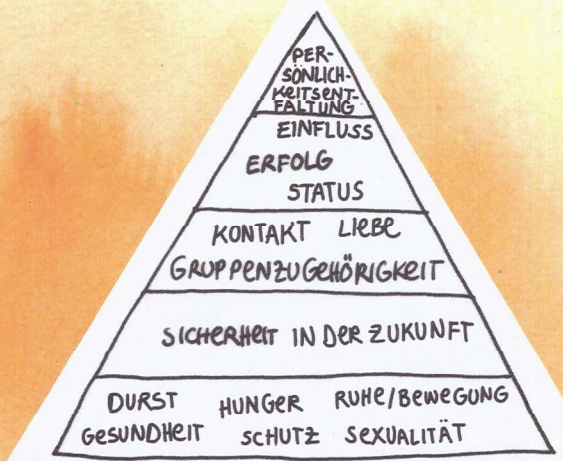 PER-
SÖNLICH-
KEITSENT-
FALTUNG
EINFLUSS
ERFOLG
STATUS
KONTAKT LIEBE
GRUPPENZUGEHÖRIGKEIT
SICHERHEIT IN DER ZUKUNFT
DURST HUNGER RUHE/BEWEGUNG
GESUNDHEIT SCHUTZ SEXUALITÄT